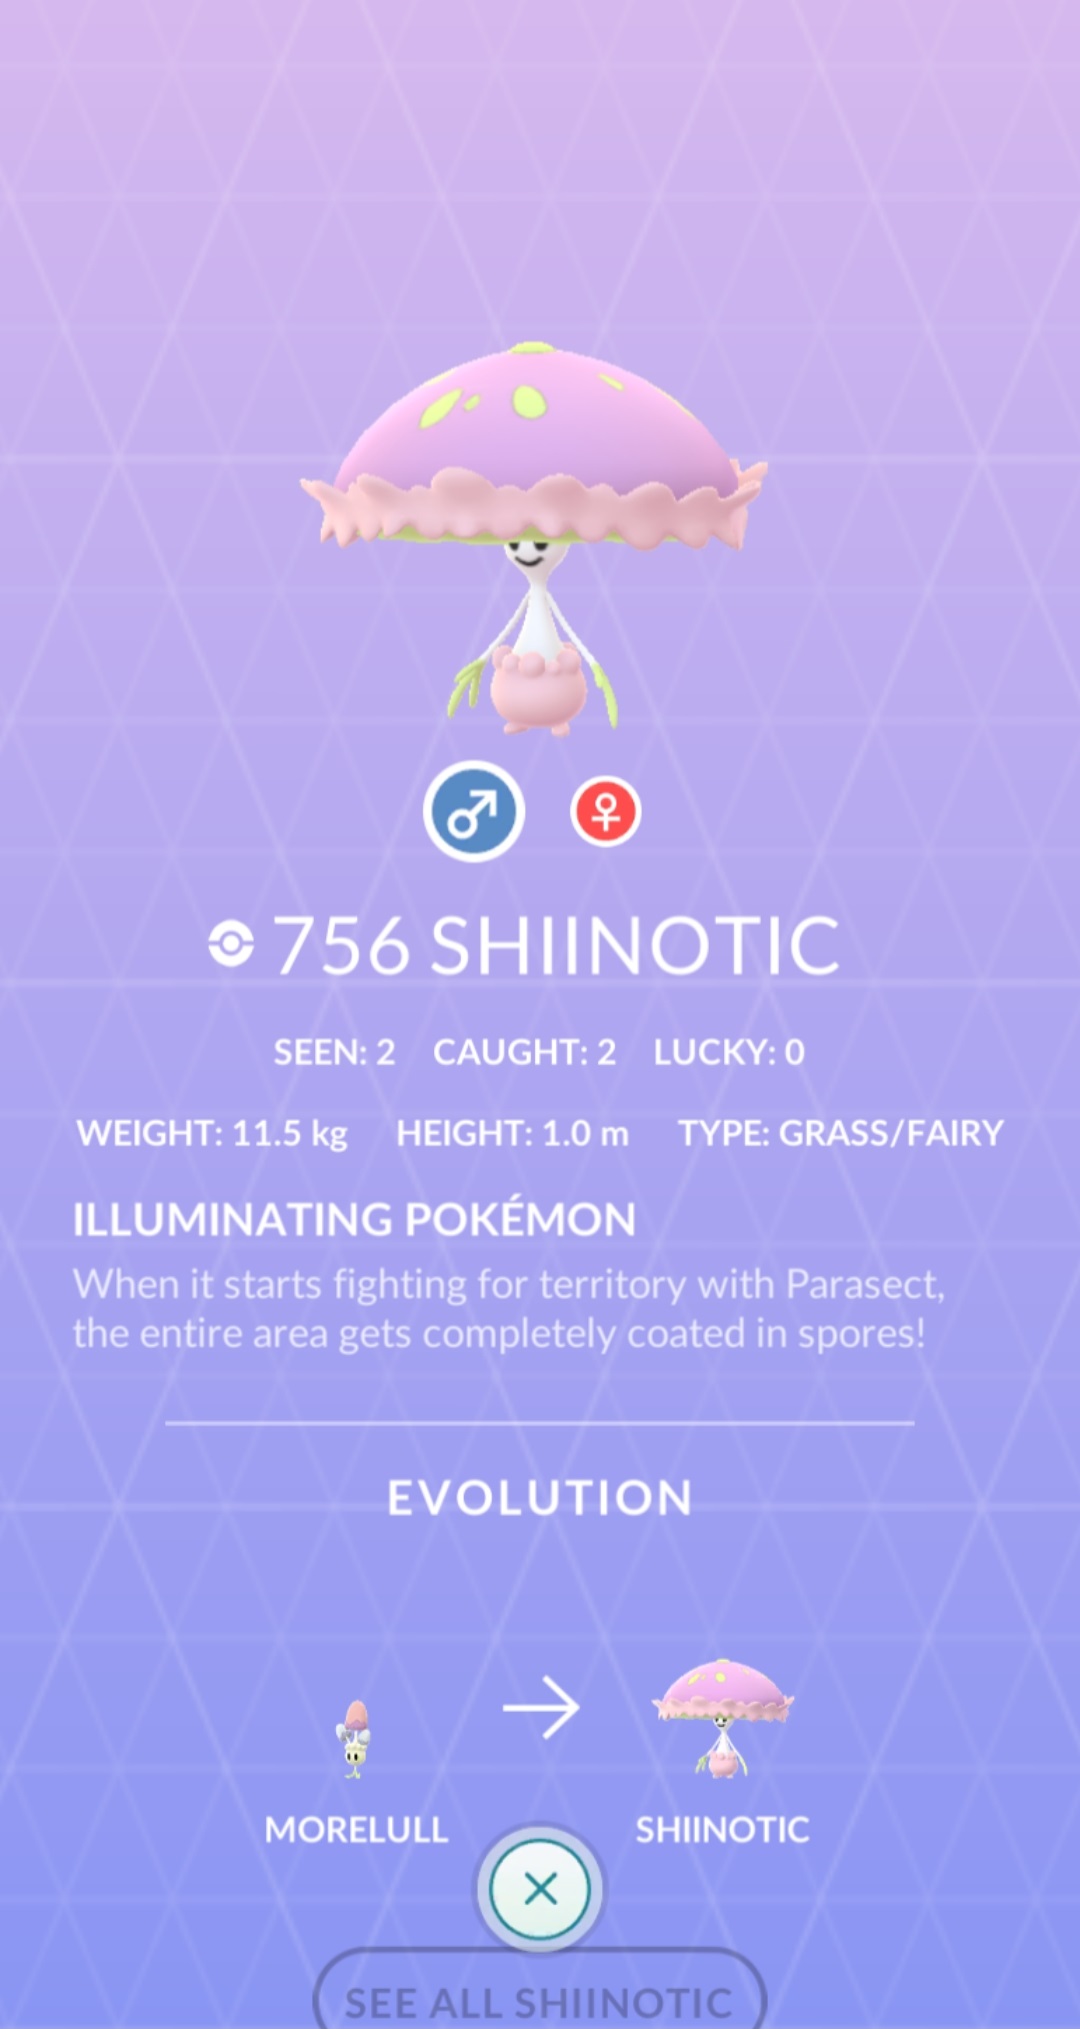 756 SHIINOTIC
SEEN: 2 CAUGHT: 2 LUCKY: 0
WEIGHT: 11.5 kg HEIGHT: 1.0 m TYPE: GRASS/FAIRY
ILLUMINATING POKÉMON
When it starts fighting for territory with Parasect,
the entire area gets completely coated in spores!
EVOLUTION
MORELULL SHIINOTIC
SEE ALL SHIINOTIC